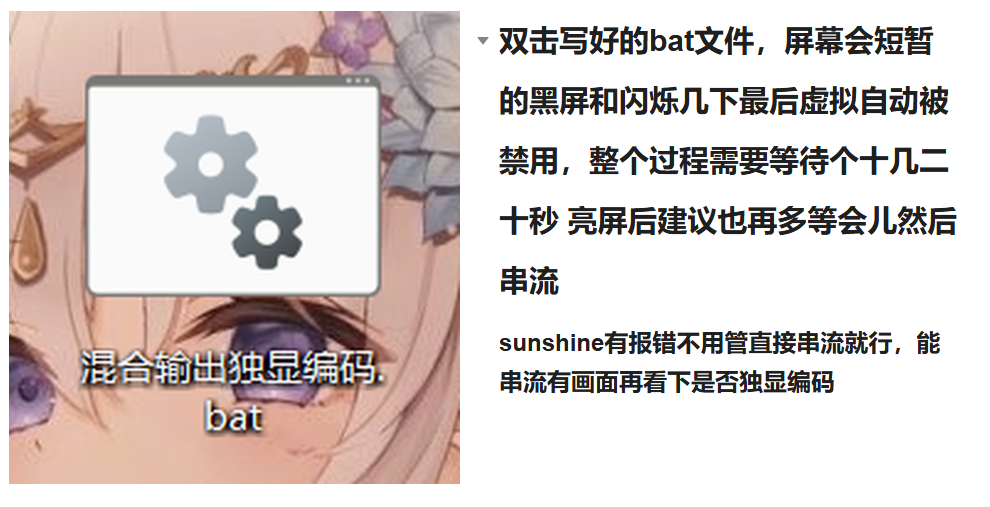 混合输出独显编码.
bat
双击写好的bat文件，屏幕会短暂
的黑屏和闪烁几下最后虚拟自动被
禁用，整个过程需要等待个十几二
十秒 亮屏后建议也再多等会儿然后
串流
sunshine有报错不用管直接串流就行，能
串流有画面再看下是否独显编码